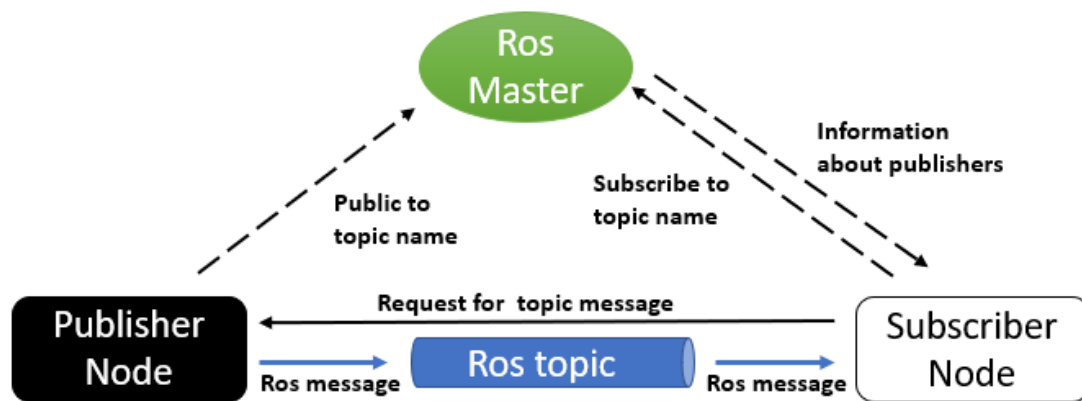 Ros
Master
Information
about publishers
Subscribe to
topic name
Public to
topic name
Request for topic message
Publisher
Node
Ros message
Ros topic
Ros message
Subscriber
Node